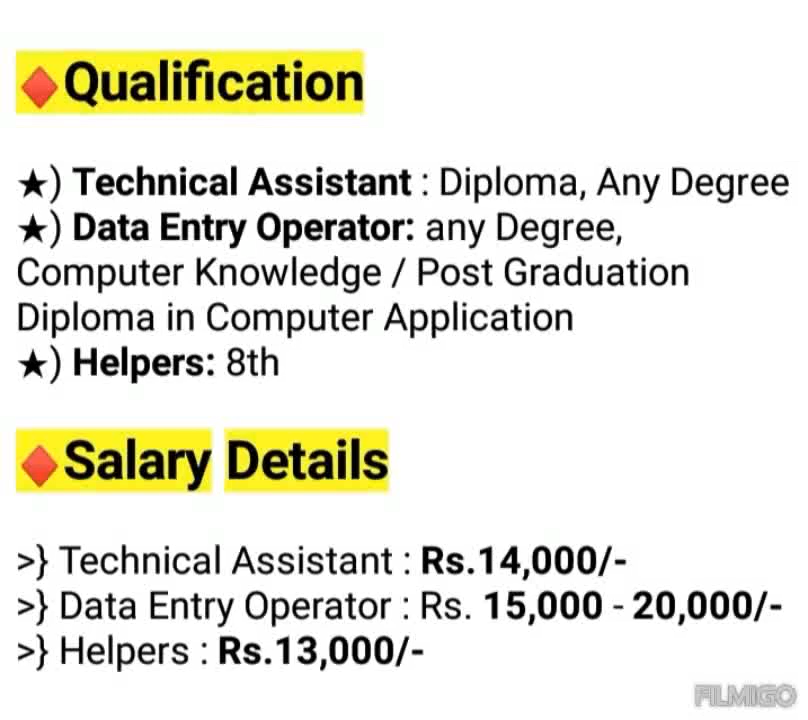 ♦Qualification
★) Technical Assistant : Diploma, Any Degree
★) Data Entry Operator: any Degree,
Computer Knowledge / Post Graduation
Diploma in Computer Application
★) Helpers: 8th
♦Salary Details
>} Technical Assistant : Rs.14,000/-
>} Data Entry Operator : Rs. 15,000 - 20,000/-
>} Helpers : Rs.13,000/-
FILMIGO